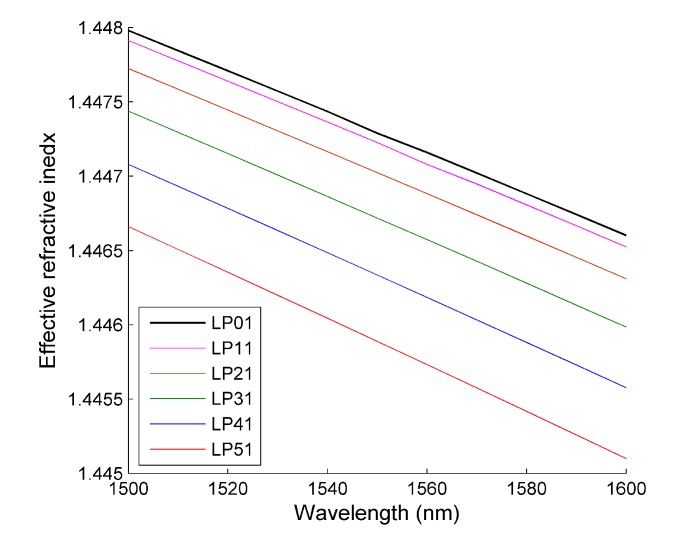 1.448
1.4475
1.447
1.4465
1.446
1.4455
1.445
Effective refractive inedx
LP01
LP11
LP21
LP31
LP41
LP51
1500 1520 1540 1560 1580 1600
Wavelength (nm)